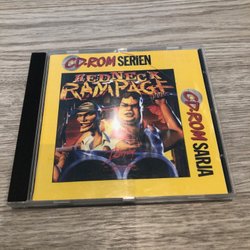 CD-ROM SERIEN
REDNECK
RAMPAGE
CD-ROM SARJA